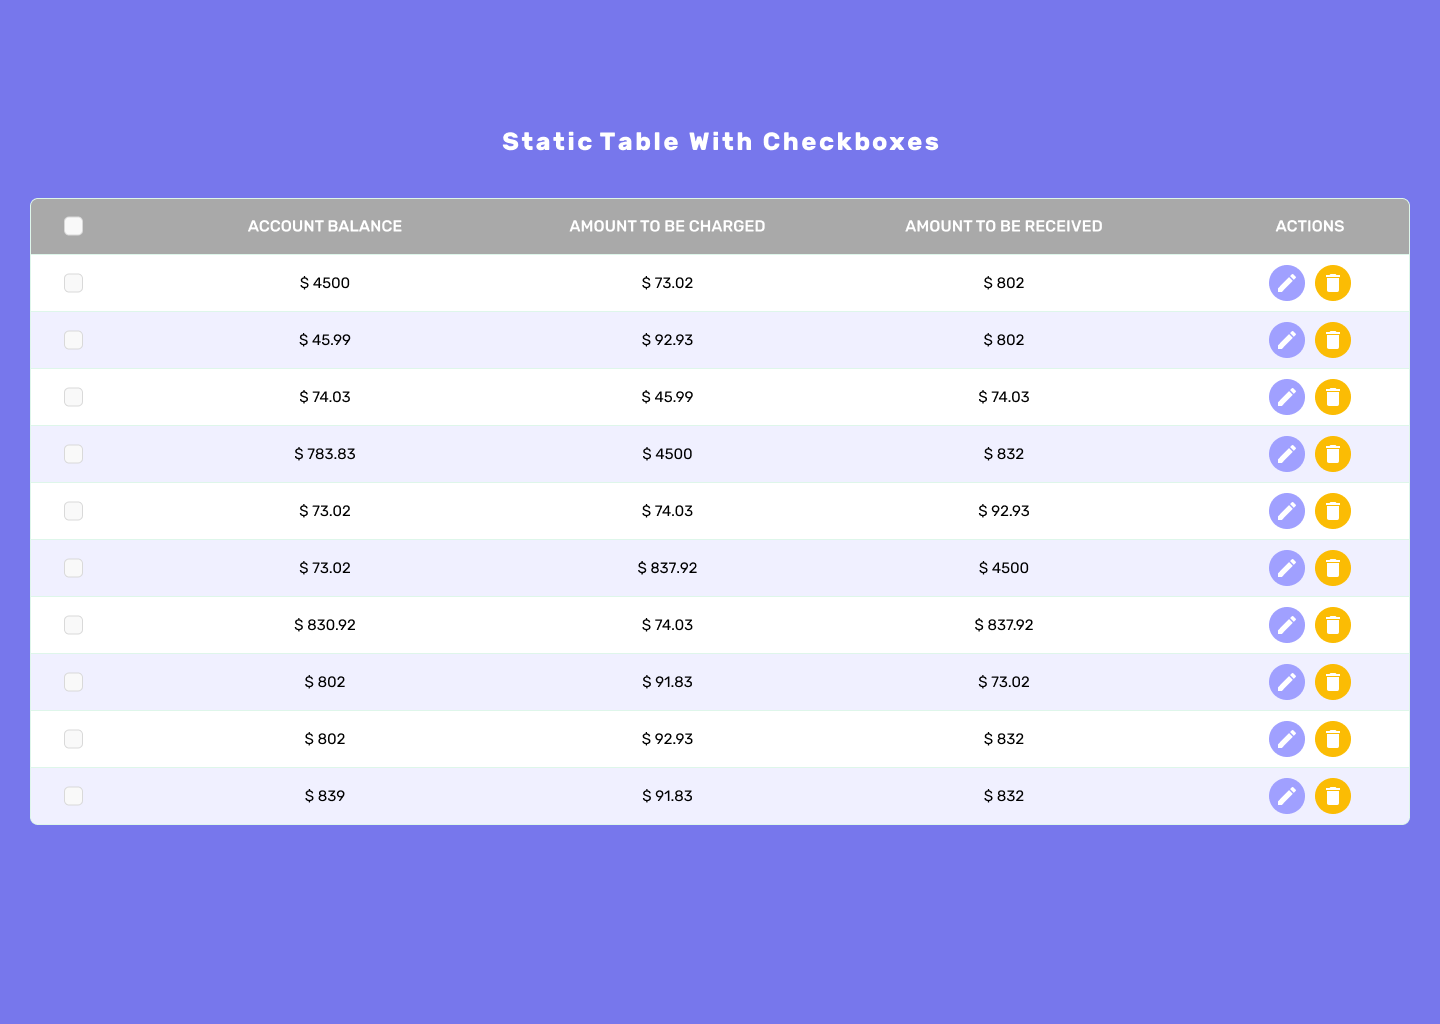 Static Table With Checkboxes
ACCOUNT BALANCE AMOUNT TO BE CHARGED AMOUNT TO BE RECEIVED ACTIONS
$ 4500 $ 73.02 $ 802
$ 45.99 $ 92.93 $ 802
$ 74.03 $ 45.99 $ 74.03
$ 783.83 $ 4500 $ 832
$ 73.02 $ 74.03 $ 92.93
$ 73.02 $ 837.92 $ 4500
$ 830.92 $ 74.03 $ 837.92
$ 802 $ 91.83 $ 73.02
$ 802 $ 92.93 $ 832
$ 839 $ 91.83 $ 832